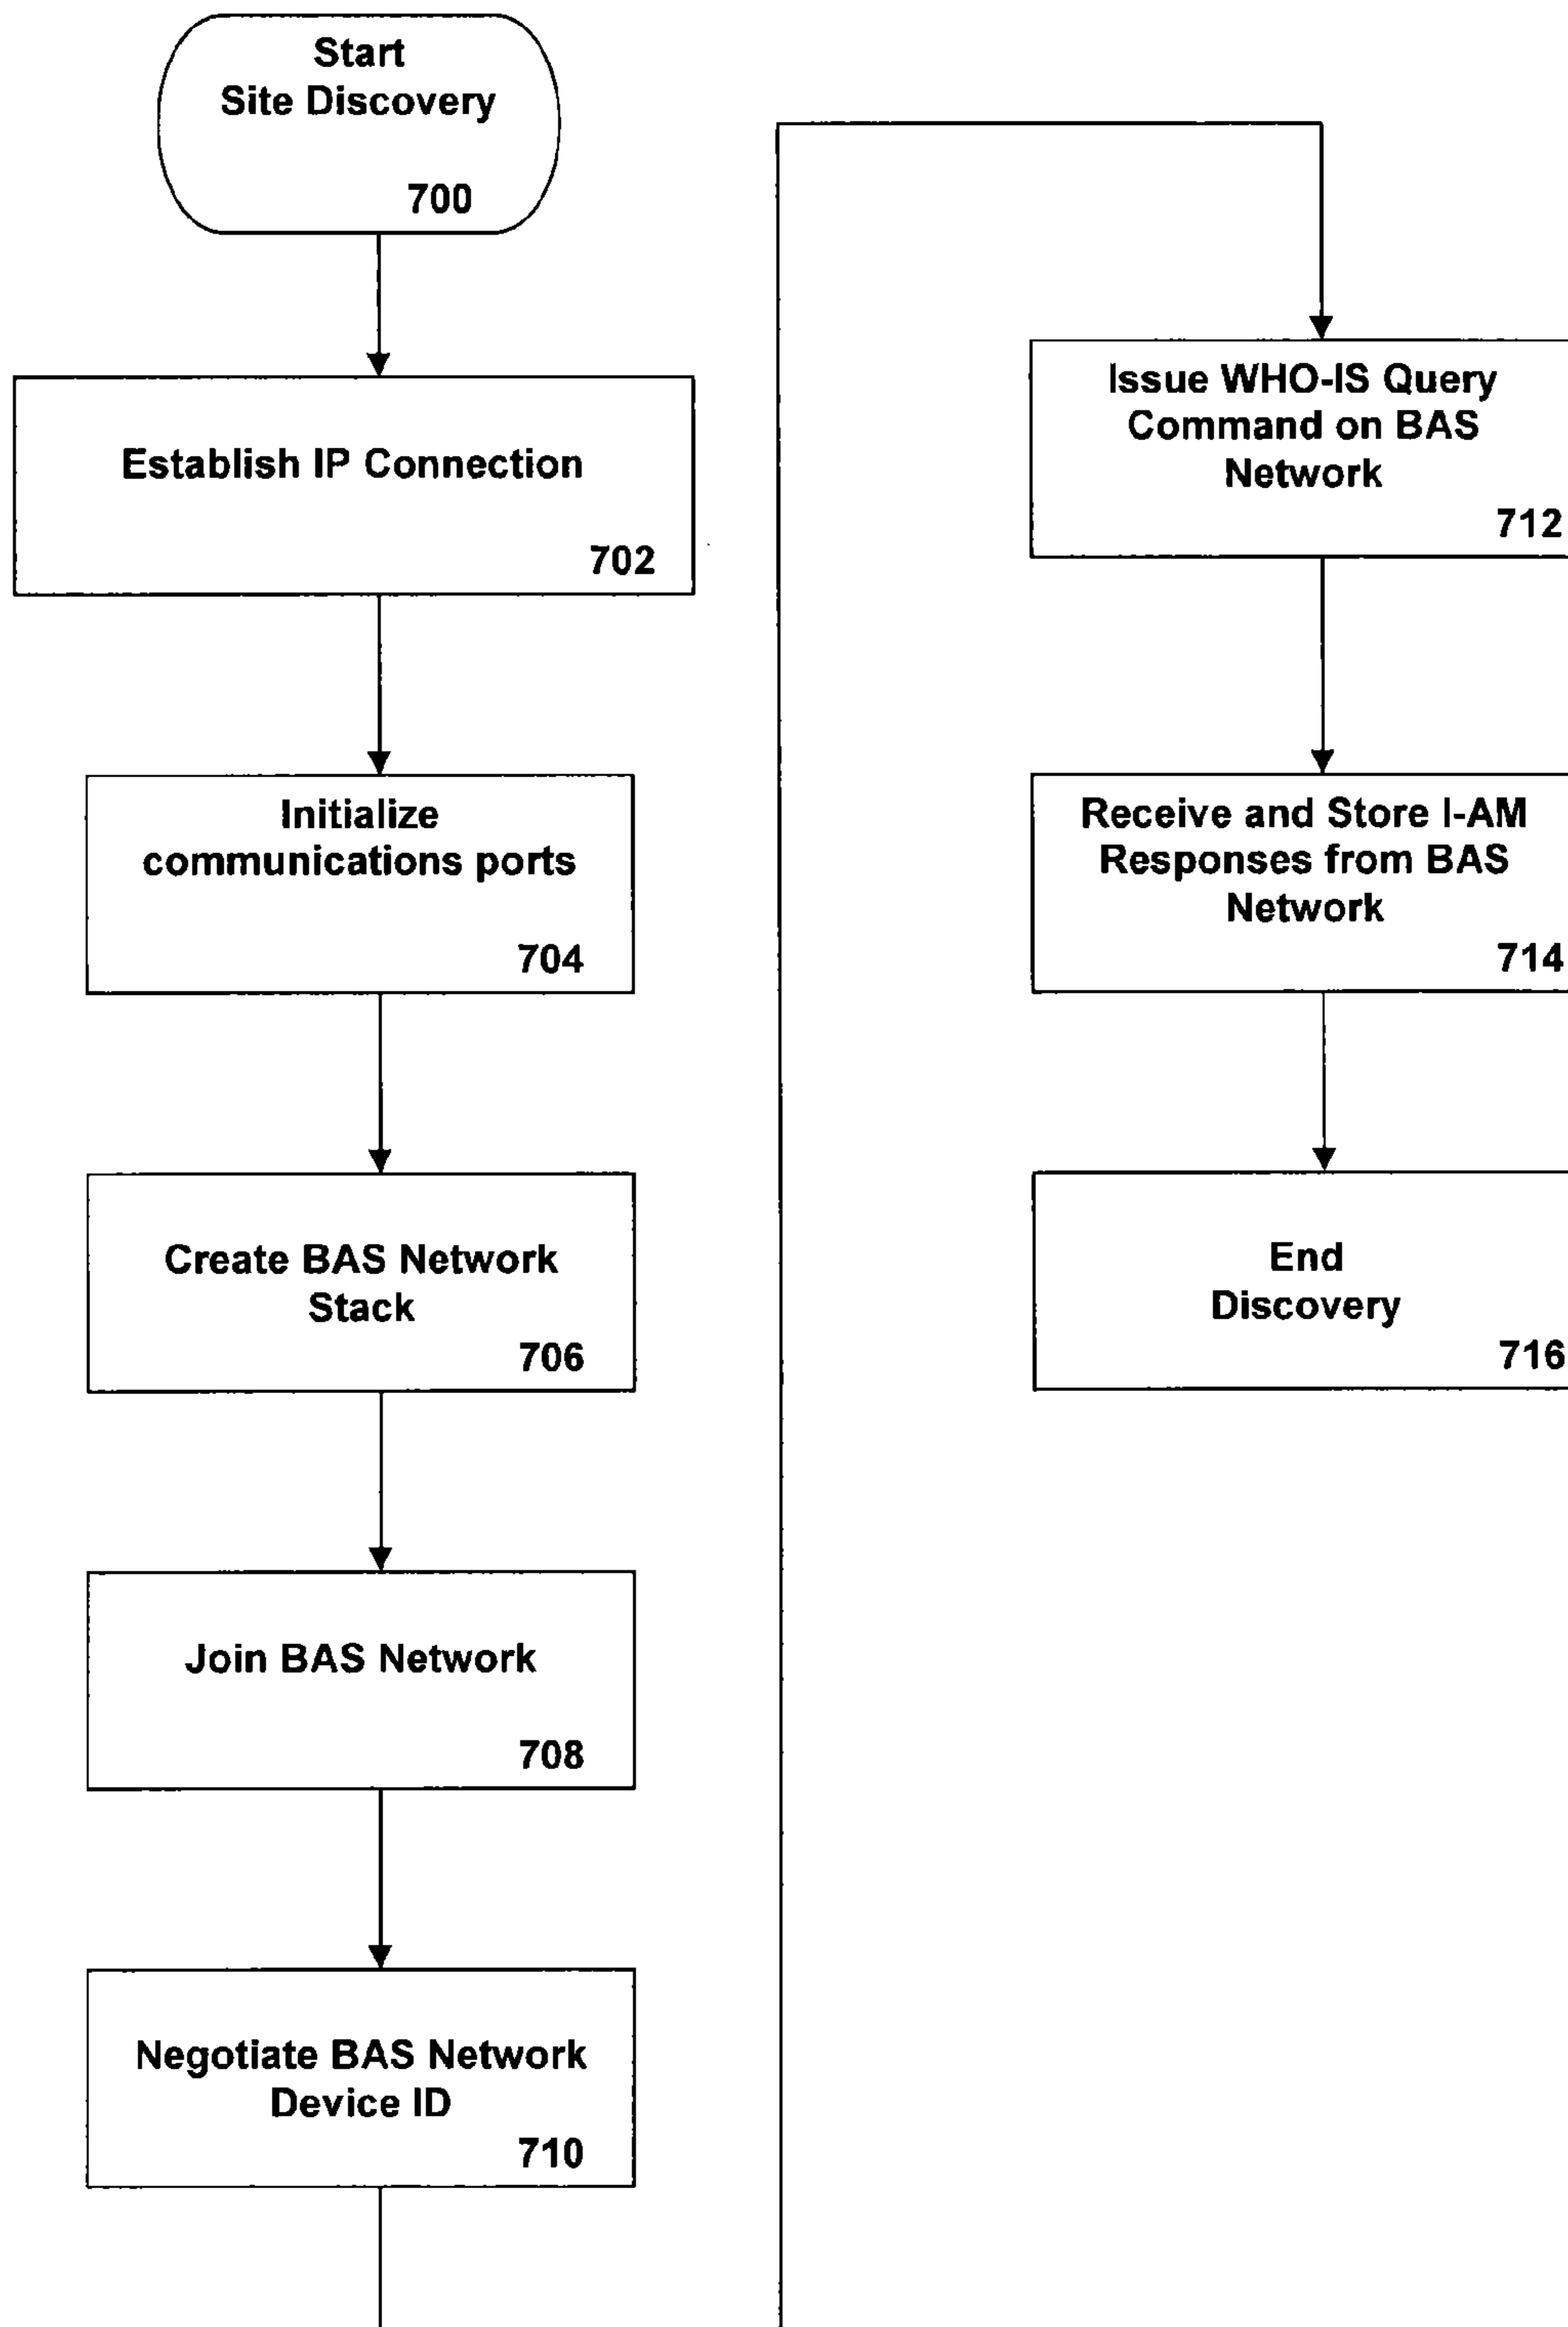 Start
Site Discovery
700
Establish IP Connection
702
Initialize
communications ports
704
Create BAS Network
Stack
706
Join BAS Network
708
Negotiate BAS Network
Device ID
710
Issue WHO-IS Query
Command on BAS
Network
712
Receive and Store I-AM
Responses from BAS
Network
714
End
Discovery
716